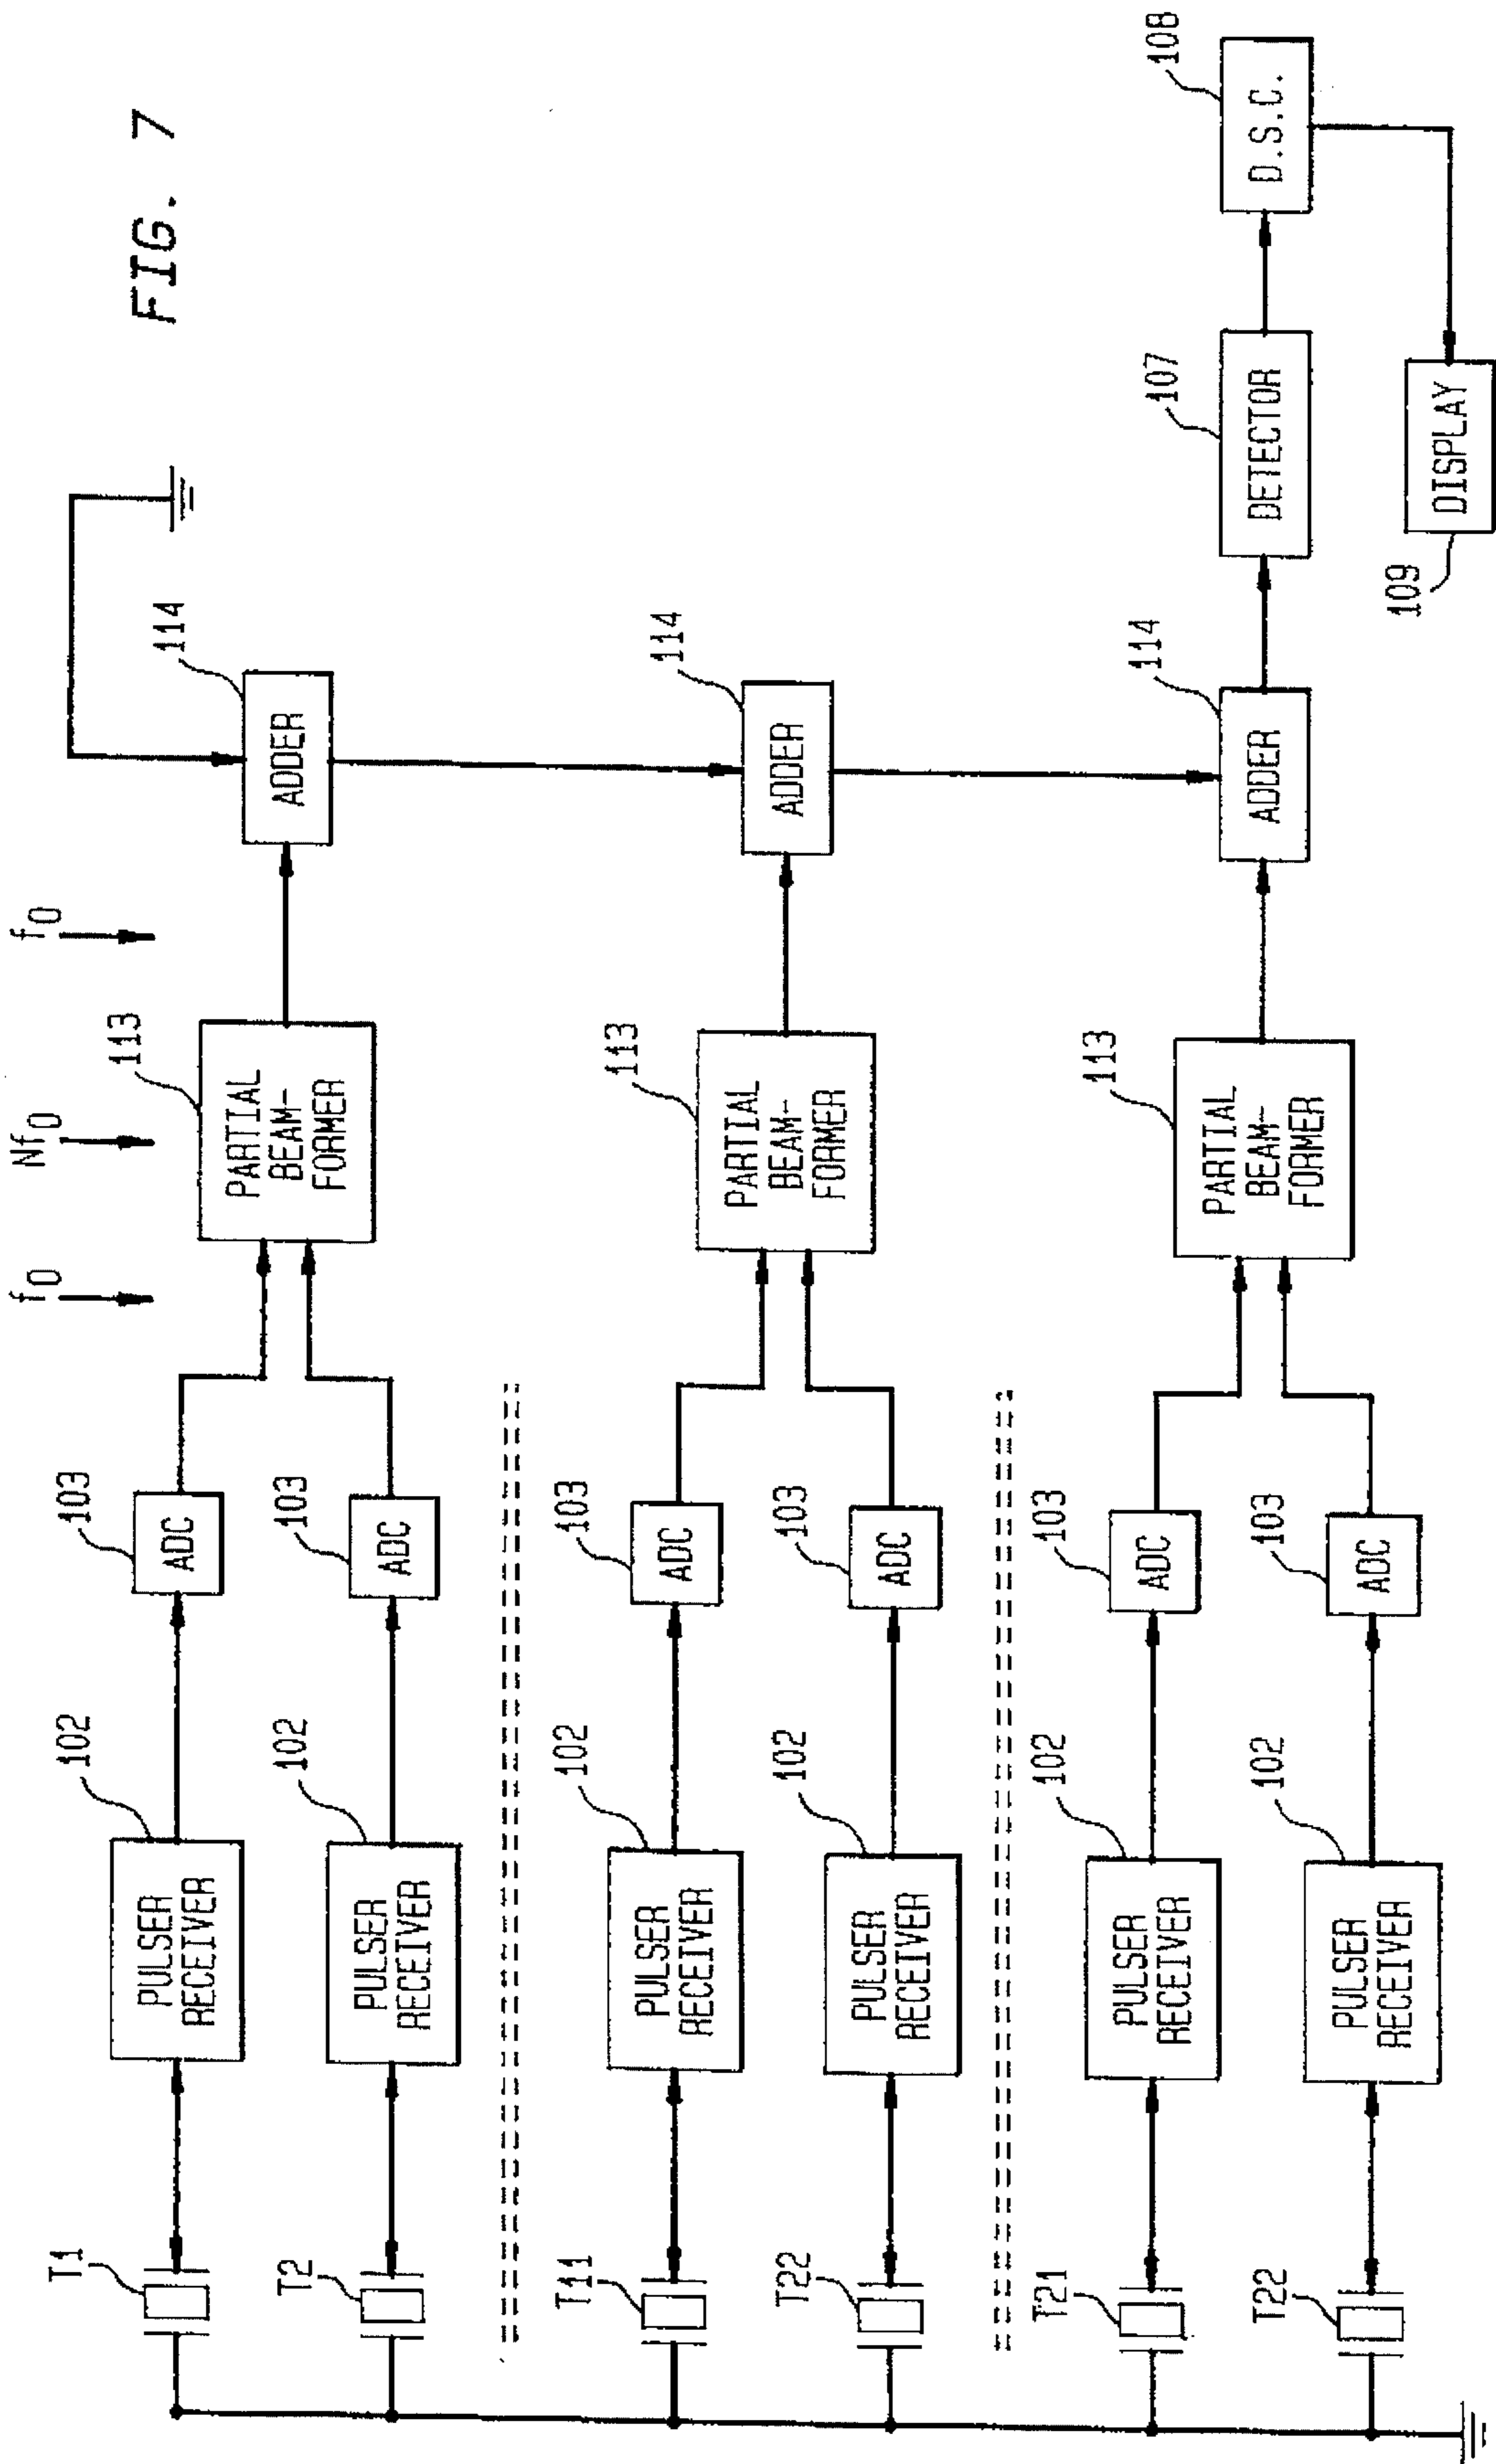 FIG. 7
f0
Nf0
f0
T1
PULSER
RECEIVER
102
ADC
103
PARTIAL
BEAM-
FORMER
113
ADDER
114
T2
PULSER
RECEIVER
102
ADC
103
T11
PULSER
RECEIVER
102
ADC
103
PARTIAL
BEAM-
FORMER
113
ADDER
114
T22
PULSER
RECEIVER
102
ADC
103
T21
PULSER
RECEIVER
102
ADC
103
PARTIAL
BEAM-
FORMER
113
ADDER
114
DETECTOR
107
D.S.C.
108
T22
PULSER
RECEIVER
102
ADC
103
DISPLAY
109